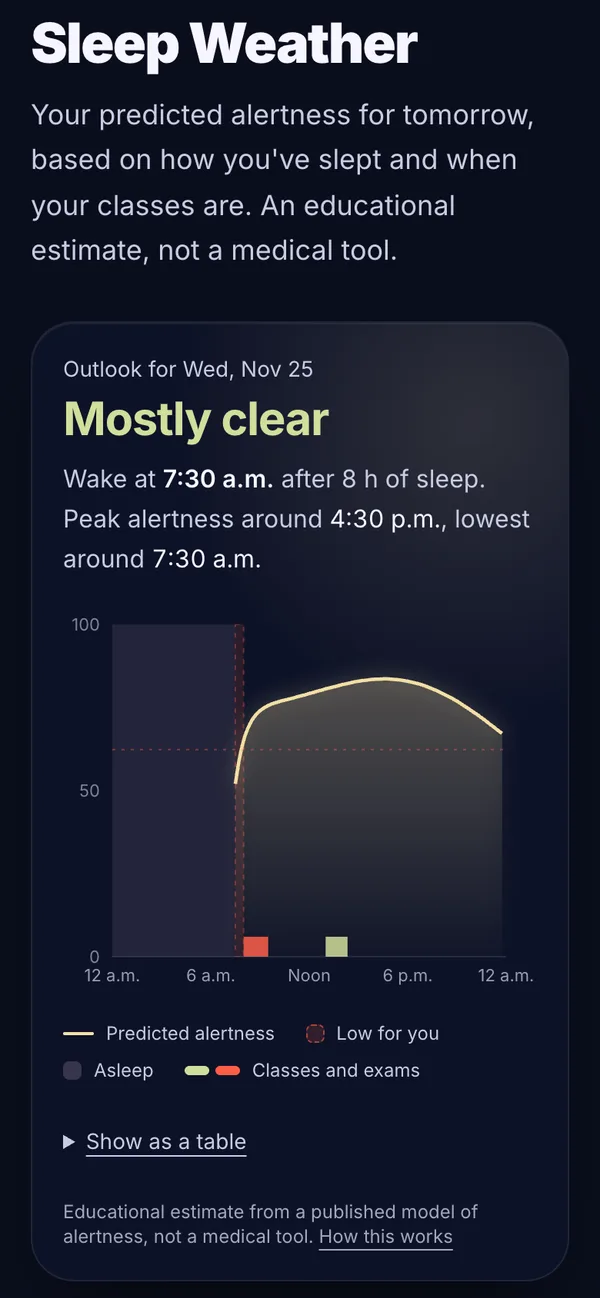 Sleep Weather
Your predicted alertness for tomorrow,
based on how you've slept and when
your classes are. An educational
estimate, not a medical tool.
Outlook for Wed, Nov 25
Mostly clear
Wake at 7:30 a.m. after 8 h of sleep.
Peak alertness around 4:30 p.m., lowest
around 7:30 a.m.
100
50
0
12 a.m. 6 a.m. Noon 6 p.m. 12 a.m.
Predicted alertness Low for you
Asleep Classes and exams
Show as a table
Educational estimate from a published model of
alertness, not a medical tool. How this works